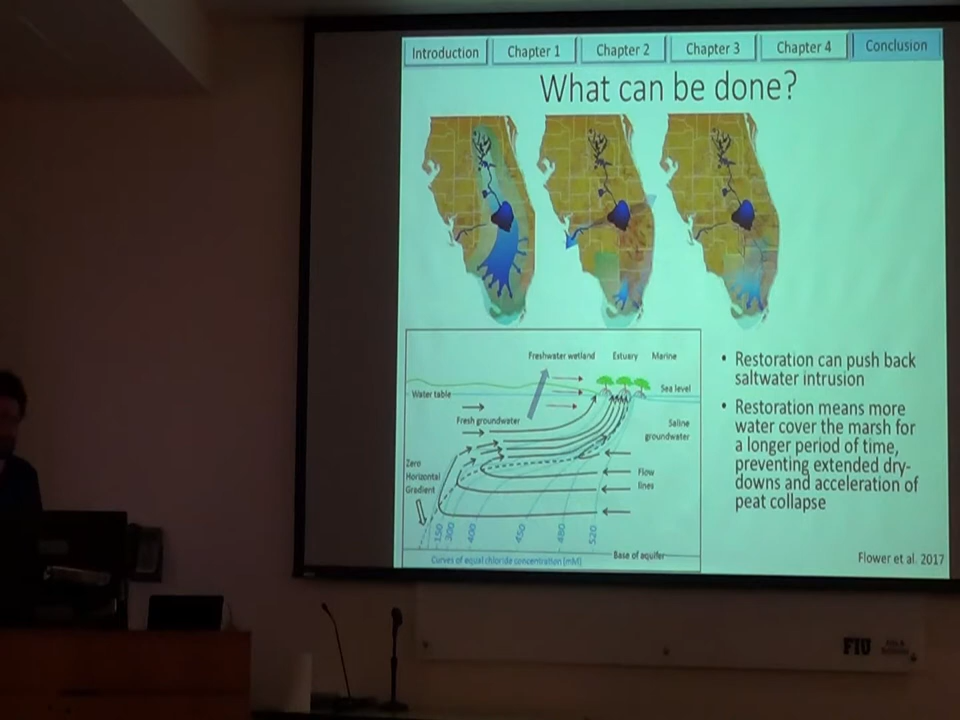 Introduction
Chapter 1
Chapter 2
Chapter 3
Chapter 4
Conclusion
What can be done?
Freshwater wetland
Estuary
Marine
Water table
Sea level
Fresh groundwater
Saline
groundwater
Zero
Horizontal
Gradient
Flow
lines
150
300
400
450
480
520
Base of aquifer
Curves of equal chloride concentration (mM)
• Restoration can push back
saltwater intrusion
• Restoration means more
water cover the marsh for
a longer period of time,
preventing extended dry-
downs and acceleration of
peat collapse
Flower et al. 2017
FIU